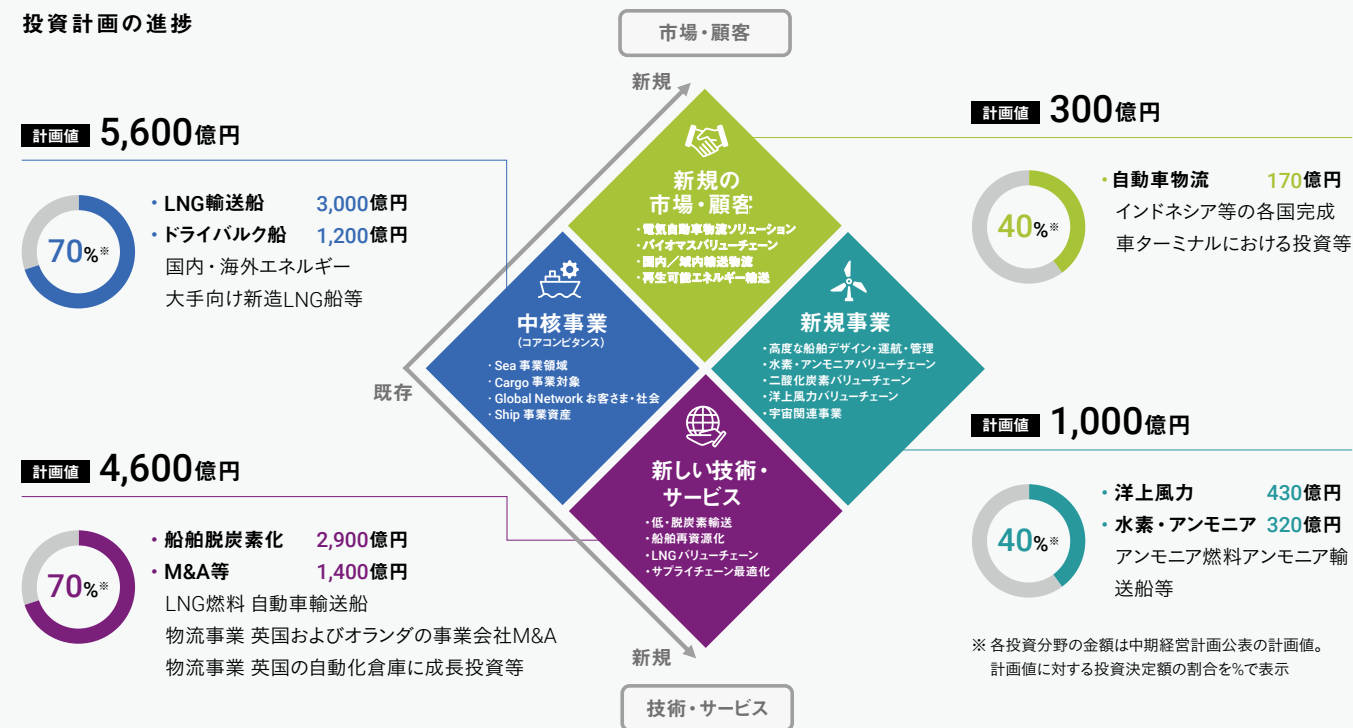 投資計画の進捗
市場・顧客
新規
計画値 5,600億円
70%※
・LNG輸送船 3,000億円
・ドライバルク船 1,200億円
国内・海外エネルギー
大手向け新造LNG船等
計画値 300億円
40%※
・自動車物流 170億円
インドネシア等の各国完成
車ターミナルにおける投資等
新規の
市場・顧客
・電気自動車物流ソリューション
・バイオマスバリューチェーン
・国内／域内輸送物流
・再生可能エネルギー輸送
中核事業
(コアコンピタンス)
・Sea 事業領域
・Cargo 事業対象
・Global Network お客さま・社会
・Ship 事業資産
新規事業
・高度な船舶デザイン・運航・管理
・水素・アンモニアバリューチェーン
・二酸化炭素バリューチェーン
・洋上風力バリューチェーン
・宇宙関連事業
既存
計画値 4,600億円
70%※
・船舶脱炭素化 2,900億円
・M&A等 1,400億円
LNG燃料 自動車輸送船
物流事業 英国およびオランダの事業会社M&A
物流事業 英国の自動化倉庫に成長投資等
新しい技術・
サービス
・低・脱炭素輸送
・船舶再資源化
・LNGバリューチェーン
・サプライチェーン最適化
計画値 1,000億円
40%※
・洋上風力 430億円
・水素・アンモニア 320億円
アンモニア燃料アンモニア輸
送船等
新規
技術・サービス
※ 各投資分野の金額は中期経営計画公表の計画値。
計画値に対する投資決定額の割合を%で表示